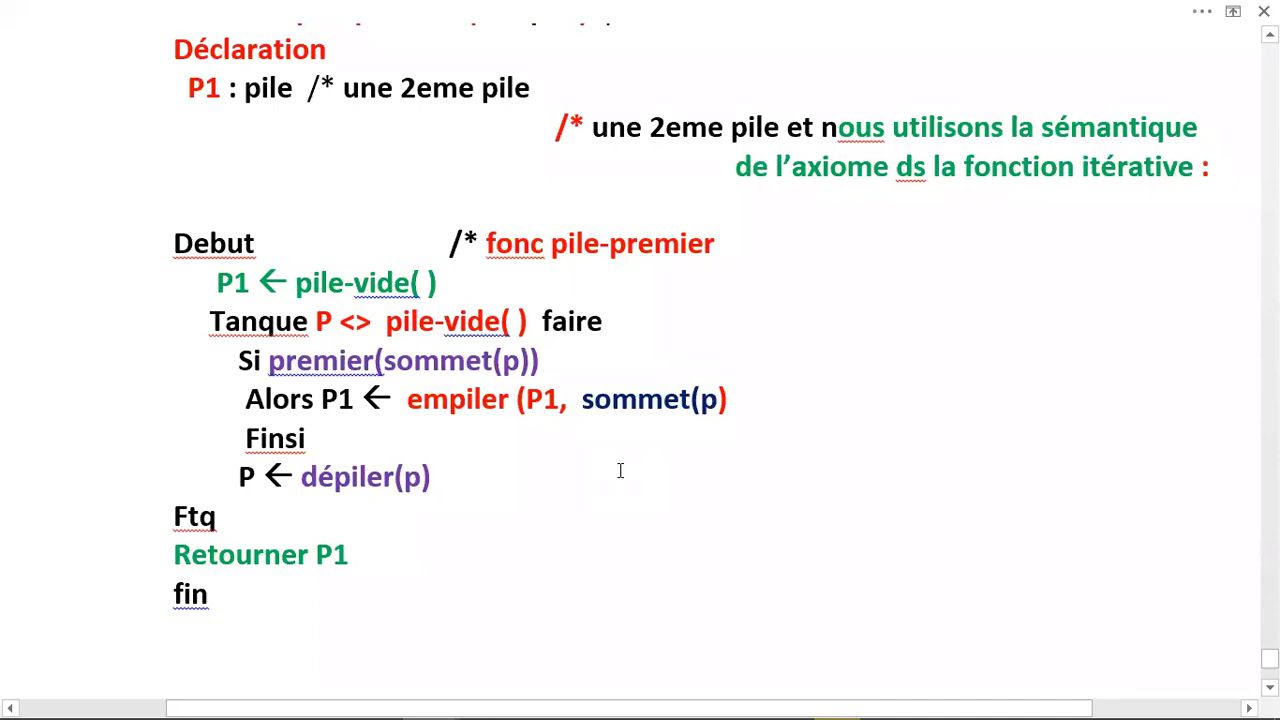 Déclaration
P1 : pile /* une 2eme pile
/* une 2eme pile et nous utilisons la sémantique
de l’axiome ds la fonction itérative :
Debut /* fonc pile-premier
P1 ← pile-vide( )
Tanque P <> pile-vide( ) faire
Si premier(sommet(p))
Alors P1 ← empiler (P1, sommet(p)
Finsi
P ← dépiler(p)
Ftq
Retourner P1
fin